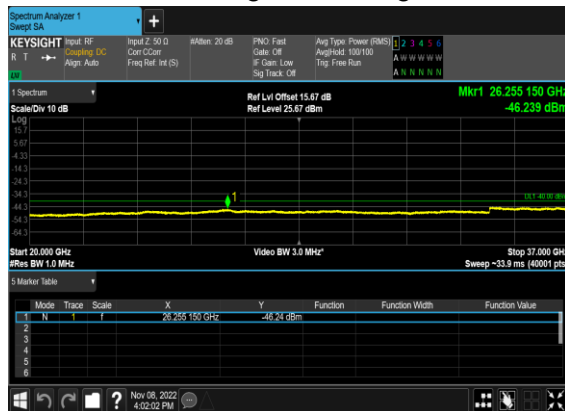 Spectrum Analyzer 1
Swept SA
+
KEYSIGHT Input: RF Input Z: 50 Ω #Atten: 20 dB PNO: Fast Avg Type: Power (RMS) 1 2 3 4 5 6
R T Coupling: DC Corr CCorr Gate: Off Avg|Hold: 100/100 A W W W W W
Align: Auto Freq Ref: Int (S) IF Gain: Low Trig: Free Run
LW Sig Track: Off A N N N N N
1 Spectrum Ref Lvl Offset 15.67 dB Mkr1 26.255 150 GHz
Scale/Div 10 dB Ref Level 25.67 dBm -46.239 dBm
Log
15.7
5.67
-4.33
-14.3
-24.3
-34.3 1 DL1 -40.00 dBm
-44.3
-54.3
-64.3
Start 20.000 GHz Video BW 3.0 MHz* Stop 37.000 GHz
#Res BW 1.0 MHz Sweep ~33.9 ms (40001 pts)
5 Marker Table
Mode Trace Scale X Y Function Function Width Function Value
1 N 1 f 26.255 150 GHz -46.24 dBm
2
3
4
5
6
? Nov 08, 2022
4:02:02 PM